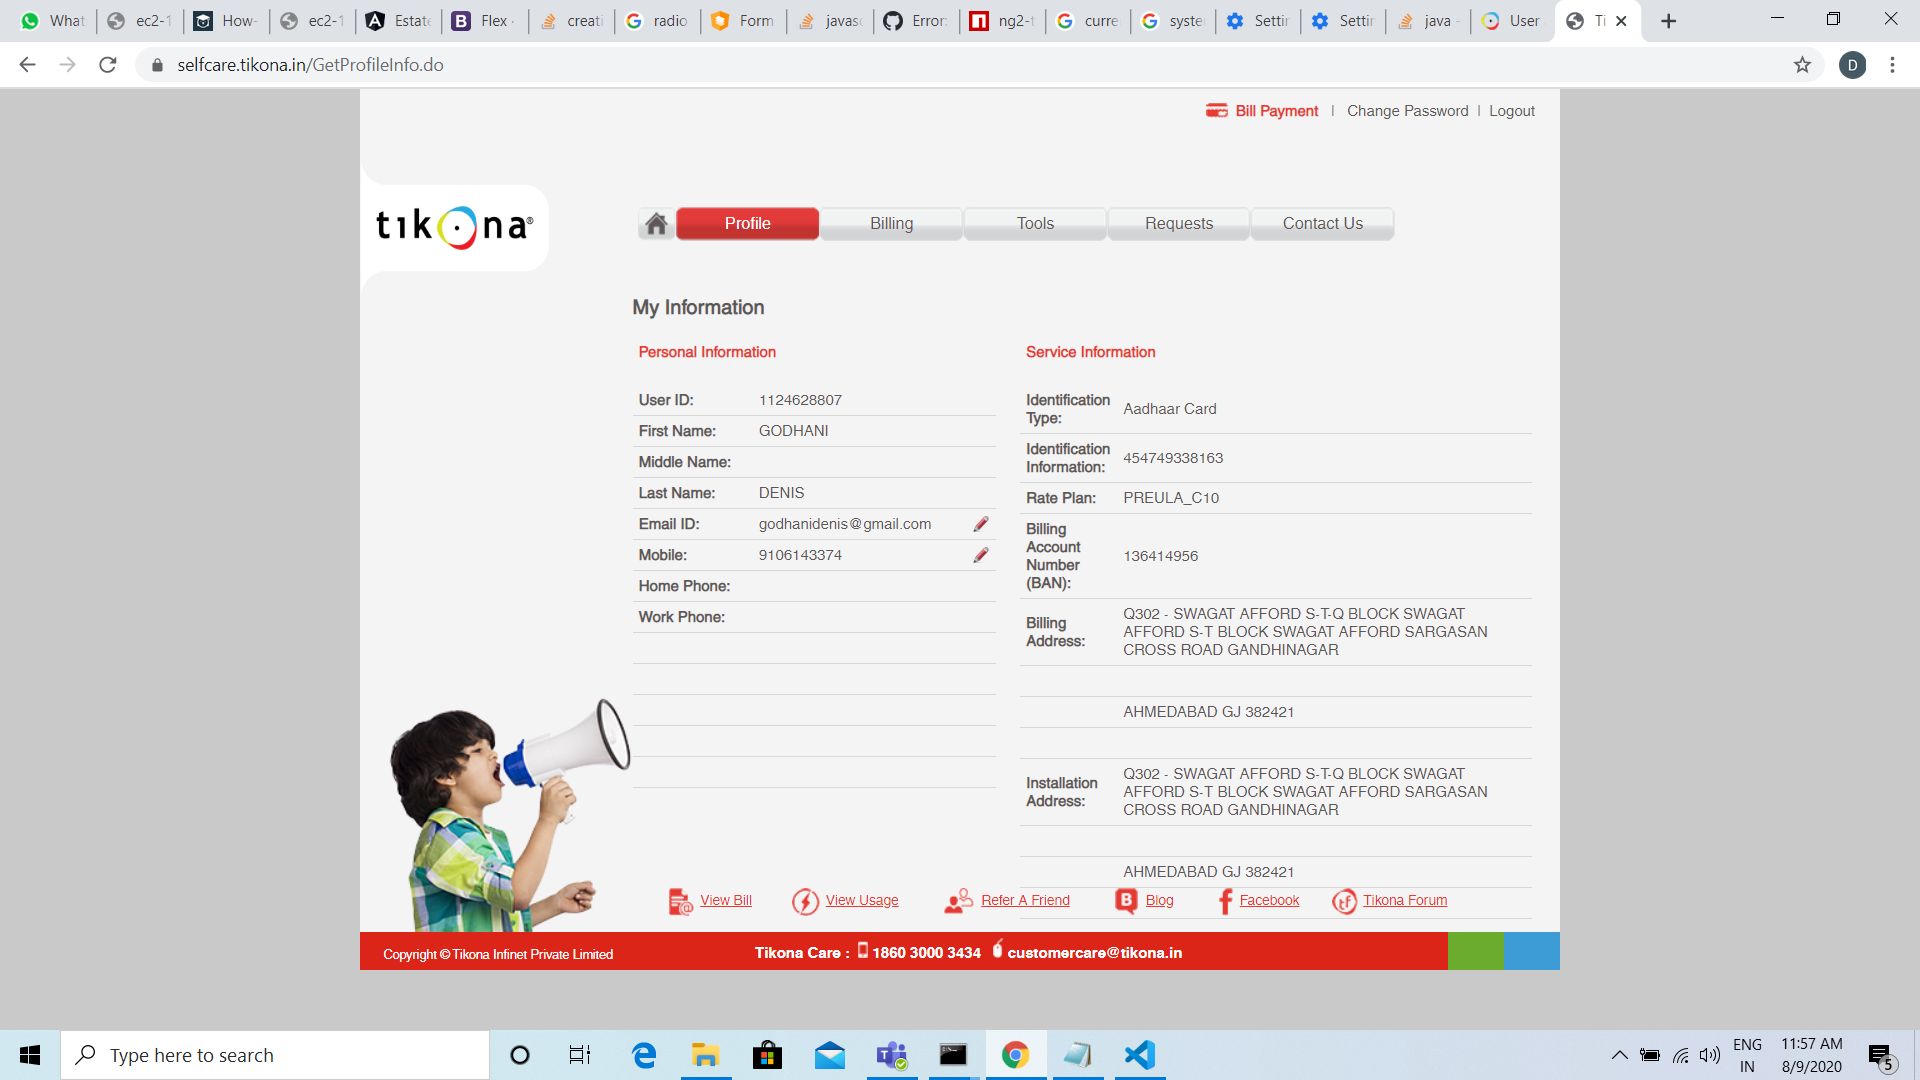 What
ec2-1
How-
ec2-1
Estate
Flex -
creati
radio
Form
javasc
Error:
ng2-t
curre
syste
Settin
Settin
java -
User
Ti
selfcare.tikona.in/GetProfileInfo.do
D
Bill Payment | Change Password | Logout
tikona®
Profile Billing Tools Requests Contact Us
My Information
Personal Information
User ID: 1124628807
First Name: GODHANI
Middle Name:
Last Name: DENIS
Email ID: godhanidenis@gmail.com
Mobile: 9106143374
Home Phone:
Work Phone:
Service Information
Identification
Type:
Aadhaar Card
Identification
Information:
454749338163
Rate Plan: PREULA_C10
Billing
Account
Number
(BAN):
136414956
Billing
Address:
Q302 - SWAGAT AFFORD S-T-Q BLOCK SWAGAT
AFFORD S-T BLOCK SWAGAT AFFORD SARGASAN
CROSS ROAD GANDHINAGAR
AHMEDABAD GJ 382421
Installation
Address:
Q302 - SWAGAT AFFORD S-T-Q BLOCK SWAGAT
AFFORD S-T BLOCK SWAGAT AFFORD SARGASAN
CROSS ROAD GANDHINAGAR
AHMEDABAD GJ 382421
View Bill View Usage Refer A Friend B Blog Facebook tf Tikona Forum
Copyright © Tikona Infinet Private Limited
Tikona Care : 1860 3000 3434 customercare@tikona.in
Type here to search
ENG
IN
11:57 AM
8/9/2020
5